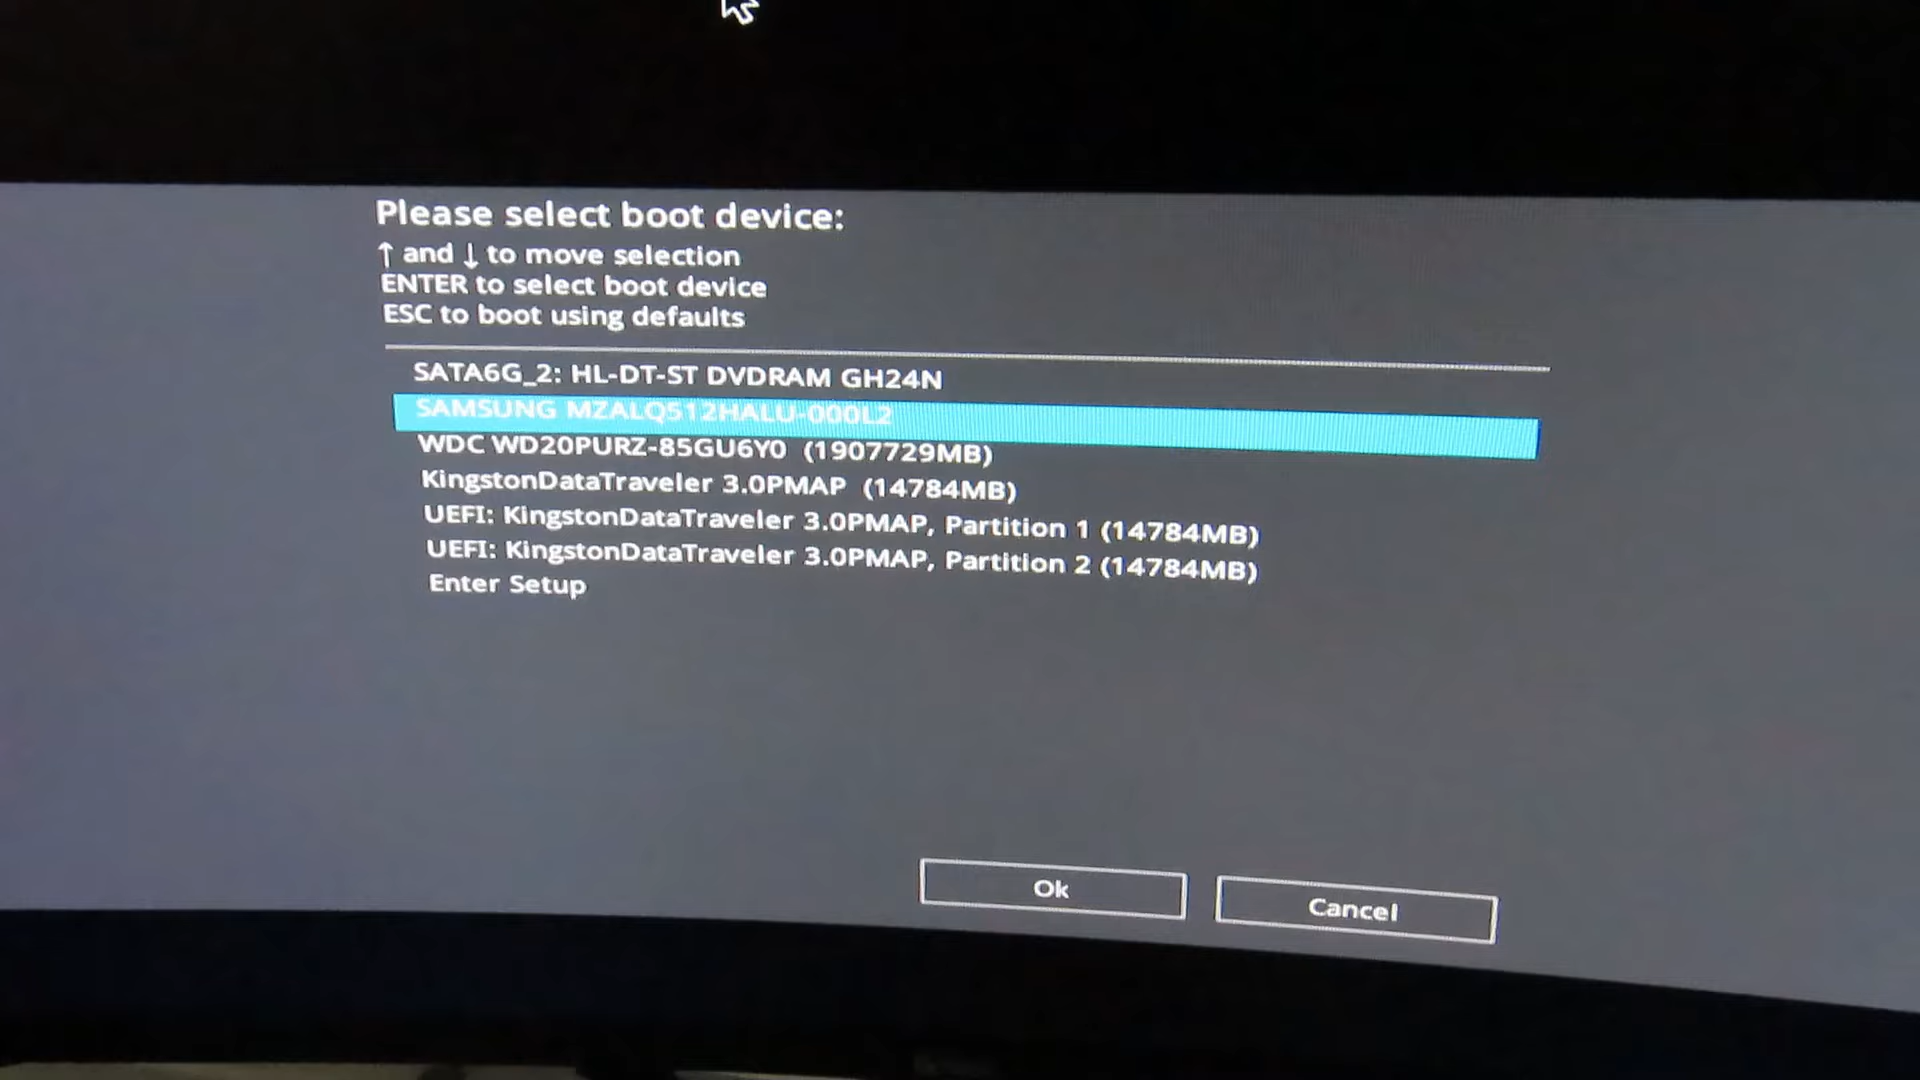 Please select boot device:
↑ and ↓ to move selection
ENTER to select boot device
ESC to boot using defaults
SATA6G_2: HL-DT-ST DVDRAM GH24N
SAMSUNG MZALQ512HALU-000L2
WDC WD20PURZ-85GU6Y0 (1907729MB)
KingstonDataTraveler 3.0PMAP (14784MB)
UEFI: KingstonDataTraveler 3.0PMAP, Partition 1 (14784MB)
UEFI: KingstonDataTraveler 3.0PMAP, Partition 2 (14784MB)
Enter Setup
Ok
Cancel